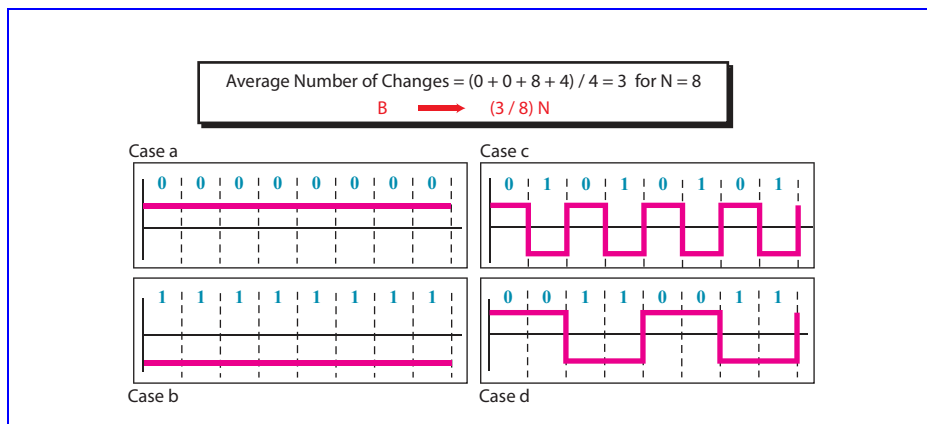 Average Number of Changes = (0 + 0 + 8 + 4) / 4 = 3 for N = 8
B (3 / 8) N
Case a
0 0 0 0 0 0 0 0
Case c
0 1 0 1 0 1 0 1
1 1 1 1 1 1 1 1
Case b
0 0 1 1 0 0 1 1
Case d